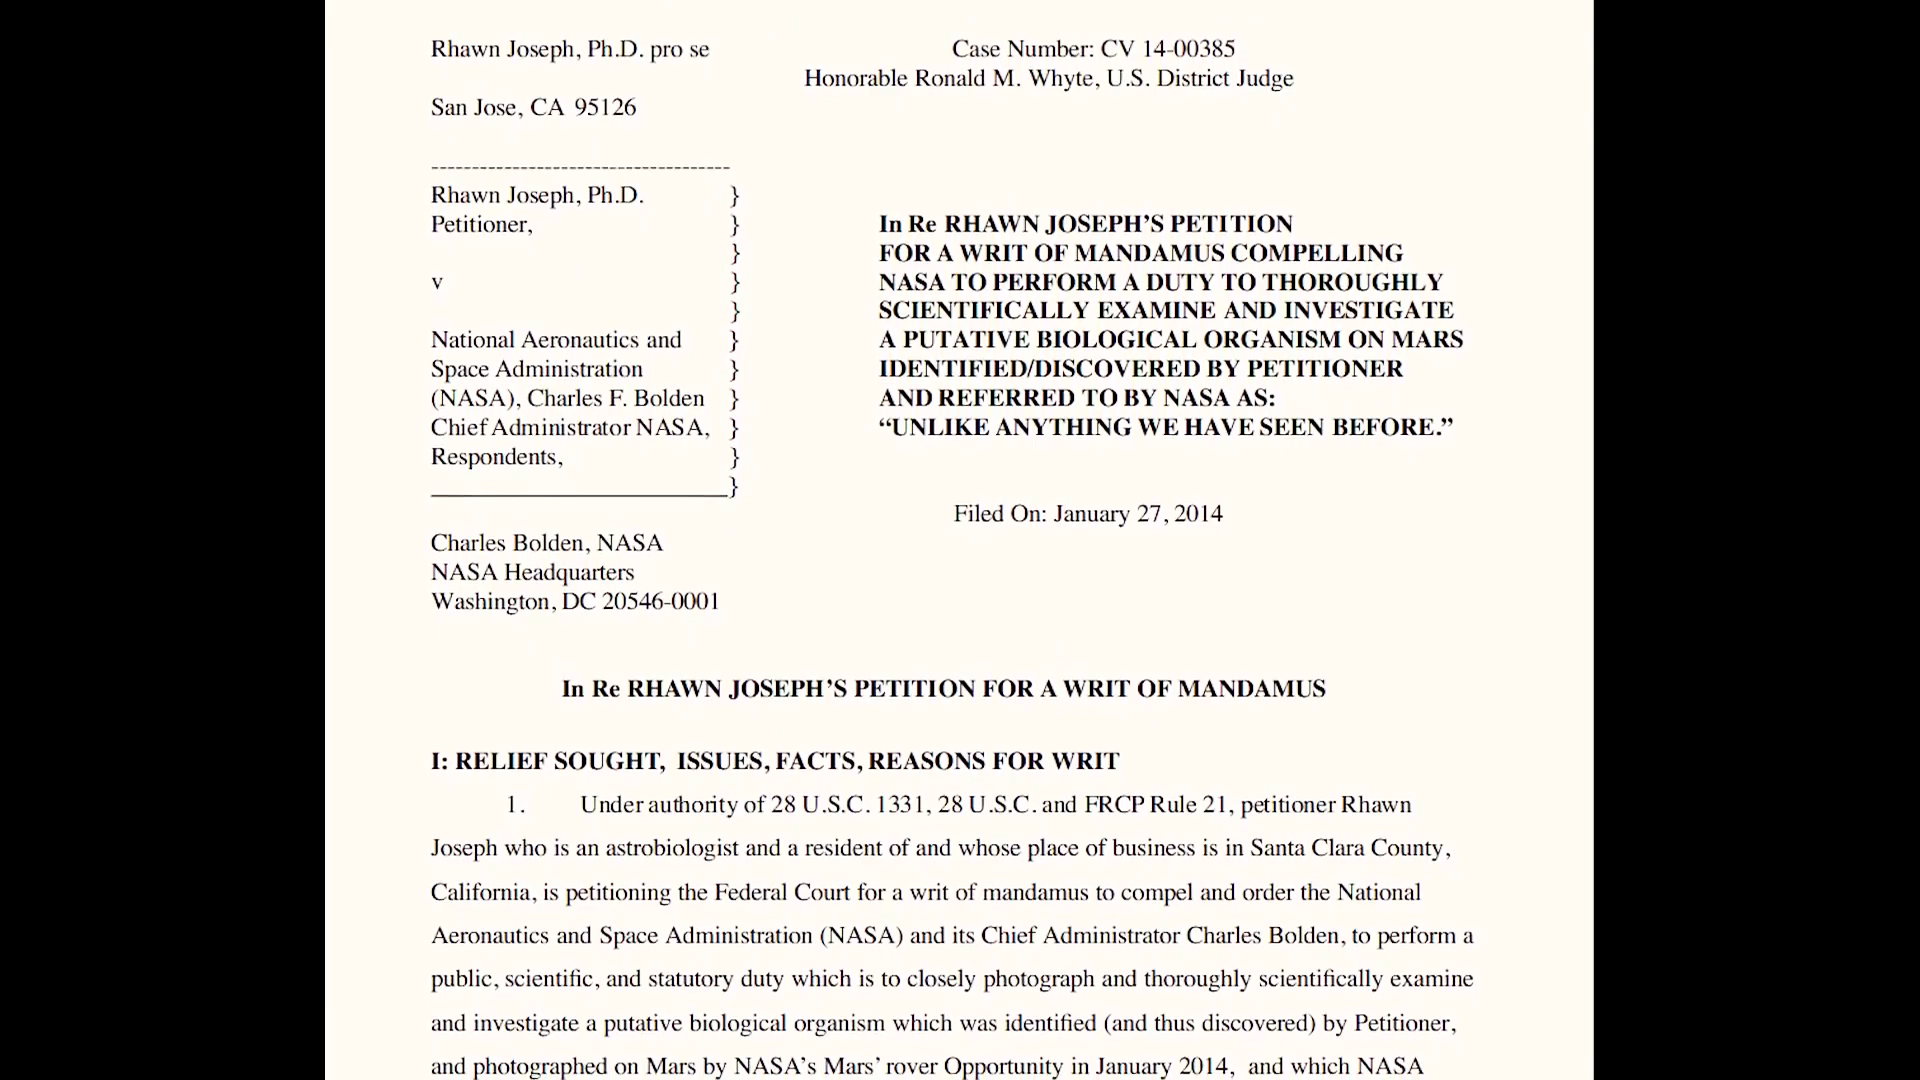 Rhawn Joseph, Ph.D. pro se
Case Number: CV 14-00385
Honorable Ronald M. Whyte, U.S. District Judge
San Jose, CA 95126
------------------------------------
Rhawn Joseph, Ph.D. }
Petitioner, }
}
v }
}
National Aeronautics and }
Space Administration }
(NASA), Charles F. Bolden }
Chief Administrator NASA, }
Respondents, }
________________________}
In Re RHAWN JOSEPH’S PETITION
FOR A WRIT OF MANDAMUS COMPELLING
NASA TO PERFORM A DUTY TO THOROUGHLY
SCIENTIFICALLY EXAMINE AND INVESTIGATE
A PUTATIVE BIOLOGICAL ORGANISM ON MARS
IDENTIFIED/DISCOVERED BY PETITIONER
AND REFERRED TO BY NASA AS:
“UNLIKE ANYTHING WE HAVE SEEN BEFORE.”
Filed On: January 27, 2014
Charles Bolden, NASA
NASA Headquarters
Washington, DC 20546-0001
In Re RHAWN JOSEPH’S PETITION FOR A WRIT OF MANDAMUS
I: RELIEF SOUGHT, ISSUES, FACTS, REASONS FOR WRIT
1. Under authority of 28 U.S.C. 1331, 28 U.S.C. and FRCP Rule 21, petitioner Rhawn
Joseph who is an astrobiologist and a resident of and whose place of business is in Santa Clara County,
California, is petitioning the Federal Court for a writ of mandamus to compel and order the National
Aeronautics and Space Administration (NASA) and its Chief Administrator Charles Bolden, to perform a
public, scientific, and statutory duty which is to closely photograph and thoroughly scientifically examine
and investigate a putative biological organism which was identified (and thus discovered) by Petitioner,
and photographed on Mars by NASA’s Mars’ rover Opportunity in January 2014, and which NASA